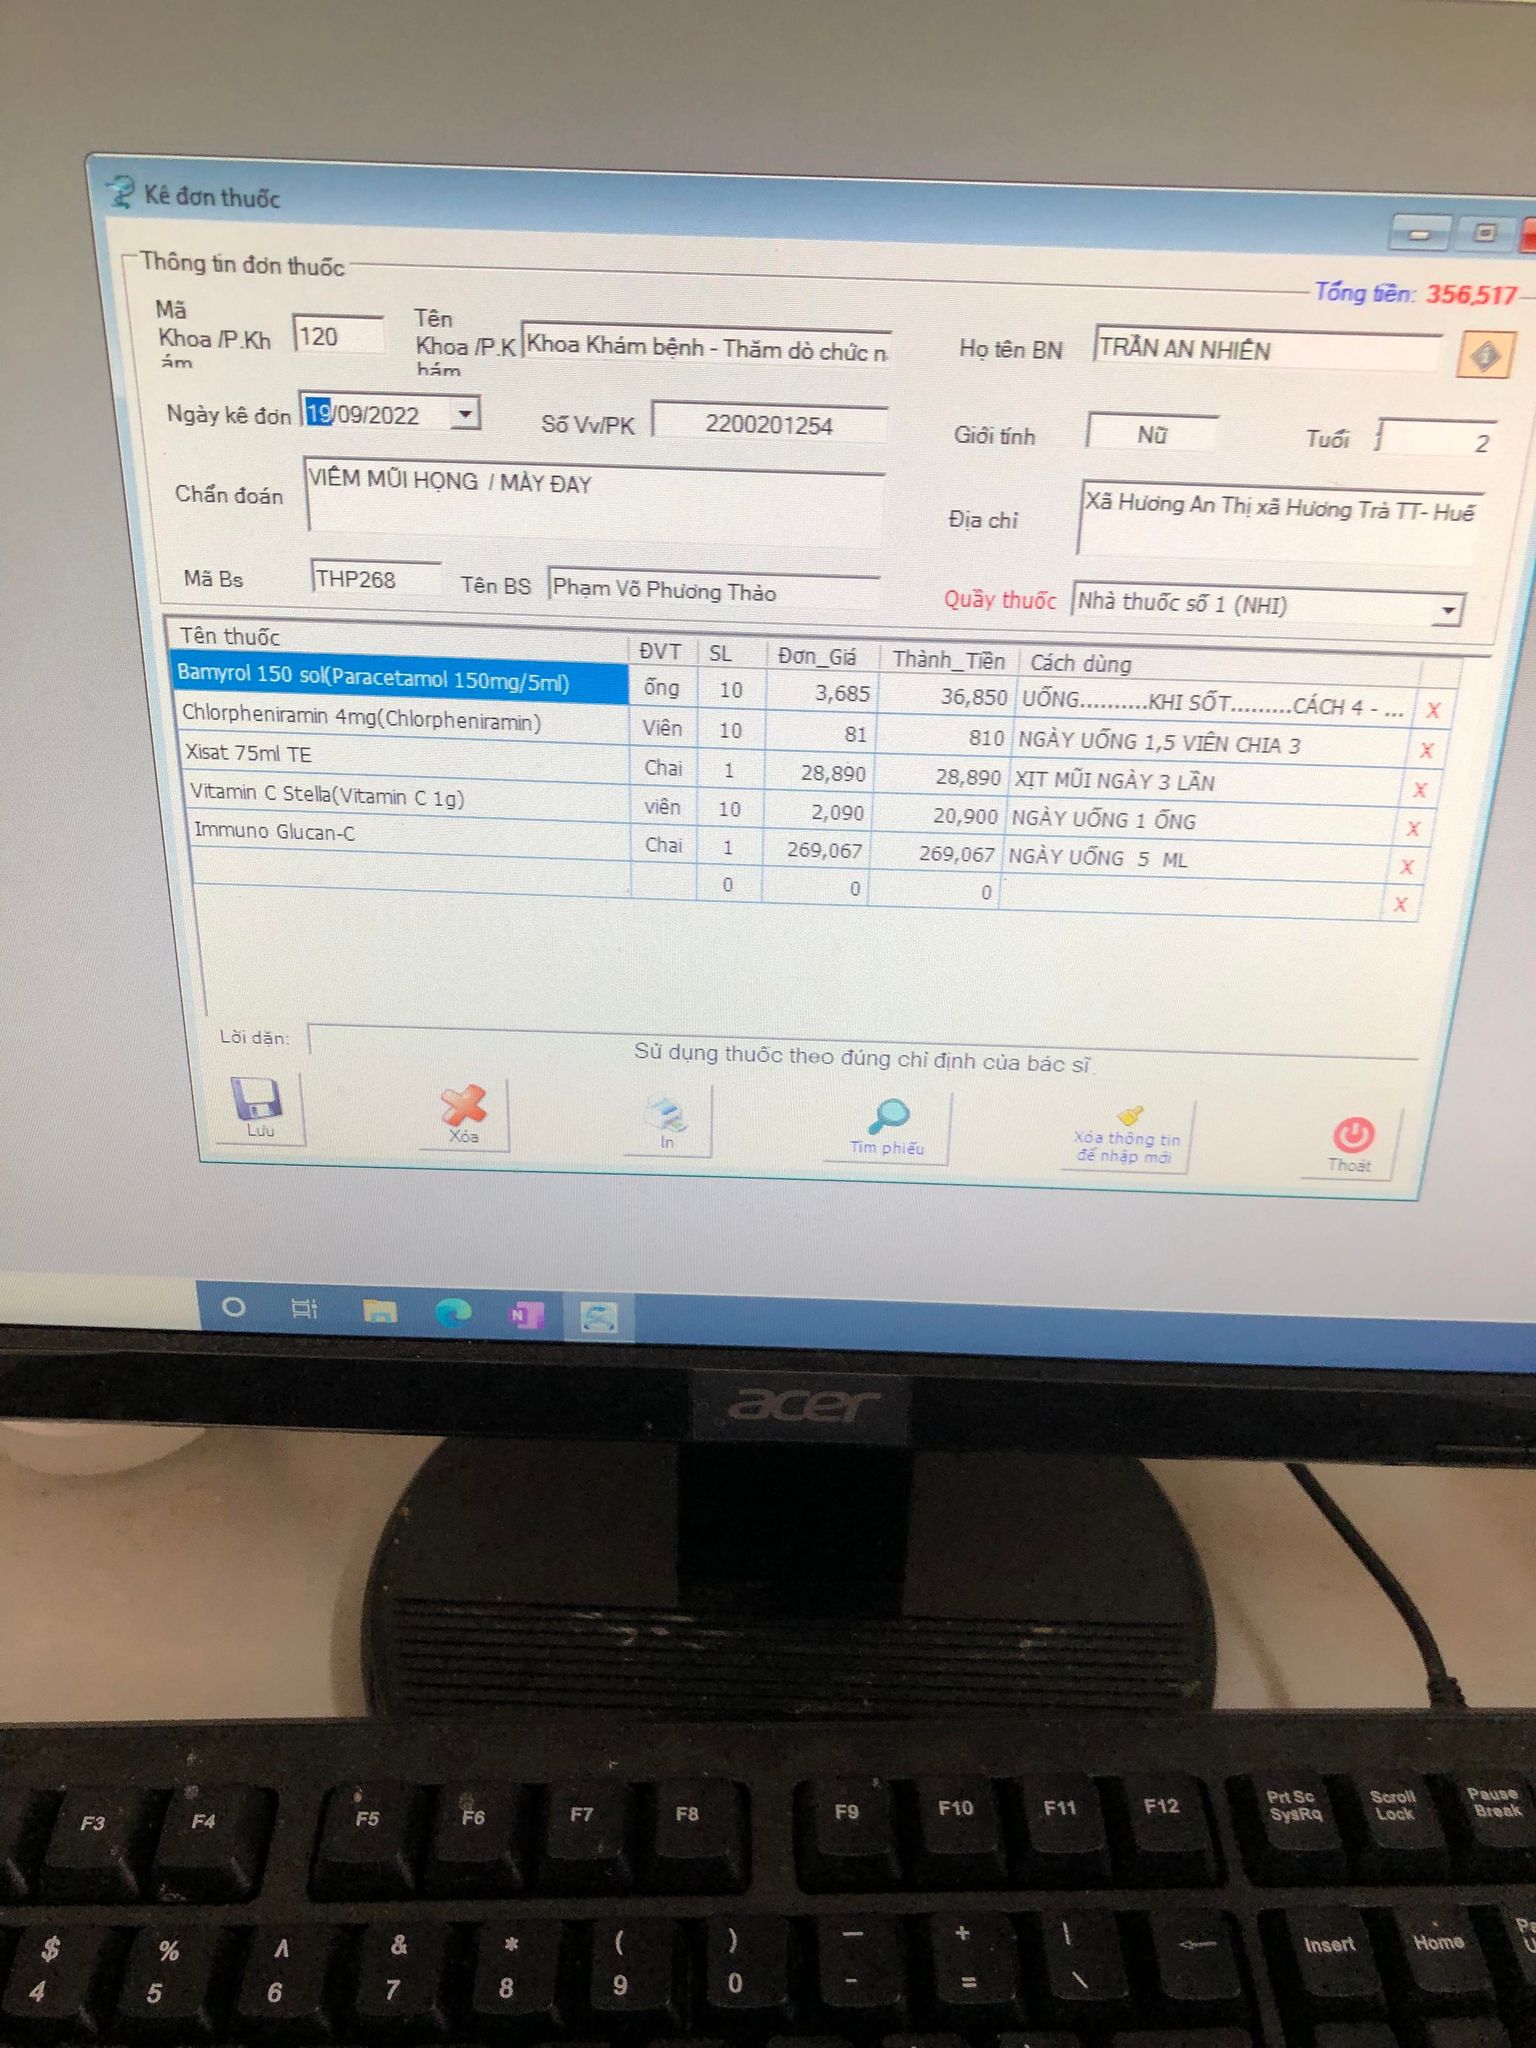 Kê đơn thuốc
Thông tin đơn thuốc
Tổng tiền: 356,517
Mã Khoa /P.Khám 120 Tên Khoa /P.Khám Khoa Khám bệnh - Thăm dò chức n Họ tên BN TRẦN AN NHIÊN
Ngày kê đơn 19/09/2022 Số Vv/PK 2200201254 Giới tính Nữ Tuổi 2
Chẩn đoán VIÊM MŨI HỌNG / MÀY ĐAY Địa chỉ Xã Hương An Thị xã Hương Trà TT- Huế
Mã Bs THP268 Tên BS Phạm Võ Phương Thảo Quầy thuốc Nhà thuốc số 1 (NHI)
Tên thuốc ĐVT SL Đơn_Giá Thành_Tiền Cách dùng
Bamyrol 150 sol(Paracetamol 150mg/5ml) ống 10 3,685 36,850 UỐNG..........KHI SỐT.........CÁCH 4 - ... X
Chlorpheniramin 4mg(Chlorpheniramin) Viên 10 81 810 NGÀY UỐNG 1,5 VIÊN CHIA 3 X
Xisat 75ml TE Chai 1 28,890 28,890 XỊT MŨI NGÀY 3 LẦN X
Vitamin C Stella(Vitamin C 1g) viên 10 2,090 20,900 NGÀY UỐNG 1 ỐNG X
Immuno Glucan-C Chai 1 269,067 269,067 NGÀY UỐNG 5 ML X
0 0 0 X
Lời dặn: Sử dụng thuốc theo đúng chỉ định của bác sĩ.
Lưu Xóa In Tìm phiếu Xóa thông tin để nhập mới Thoát
N
acer
F3 F4 F5 F6 F7 F8 F9 F10 F11 F12 Prt Sc SysRq Scroll Lock Pause Break
$ 4 % 5 ^ 6 & 7 * 8 ( 9 ) 0 — - + = | \ Insert Home